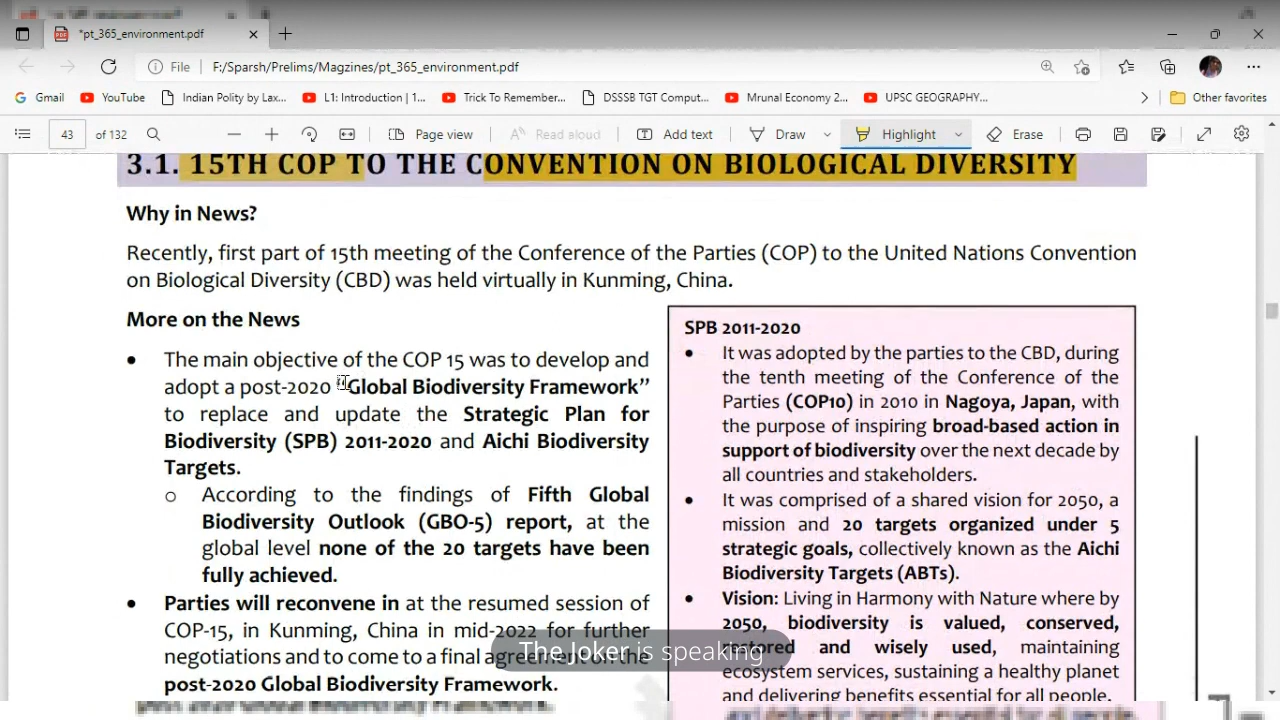 *pt_365_environment.pdf
File
F:/Sparsh/Prelims/Magzines/pt_365_environment.pdf
Gmail
YouTube
Indian Polity by Lax...
L1: Introduction | 1...
Trick To Remember...
DSSSB TGT Comput...
Mrunal Economy 2...
UPSC GEOGRAPHY...
Other favorites
43 of 132
Page view
Read aloud
Add text
Draw
Highlight
Erase
3.1. 15TH COP TO THE CONVENTION ON BIOLOGICAL DIVERSITY
Why in News?
Recently, first part of 15th meeting of the Conference of the Parties (COP) to the United Nations Convention
on Biological Diversity (CBD) was held virtually in Kunming, China.
More on the News
• The main objective of the COP 15 was to develop and
adopt a post-2020 “Global Biodiversity Framework”
to replace and update the Strategic Plan for
Biodiversity (SPB) 2011-2020 and Aichi Biodiversity
Targets.
o According to the findings of Fifth Global
Biodiversity Outlook (GBO-5) report, at the
global level none of the 20 targets have been
fully achieved.
• Parties will reconvene in at the resumed session of
COP-15, in Kunming, China in mid-2022 for further
negotiations and to come to a final agreement on the
post-2020 Global Biodiversity Framework.
SPB 2011-2020
• It was adopted by the parties to the CBD, during
the tenth meeting of the Conference of the
Parties (COP10) in 2010 in Nagoya, Japan, with
the purpose of inspiring broad-based action in
support of biodiversity over the next decade by
all countries and stakeholders.
• It was comprised of a shared vision for 2050, a
mission and 20 targets organized under 5
strategic goals, collectively known as the Aichi
Biodiversity Targets (ABTs).
• Vision: Living in Harmony with Nature where by
2050, biodiversity is valued, conserved,
restored and wisely used, maintaining
ecosystem services, sustaining a healthy planet
and delivering benefits essential for all people.
The Joker is speaking